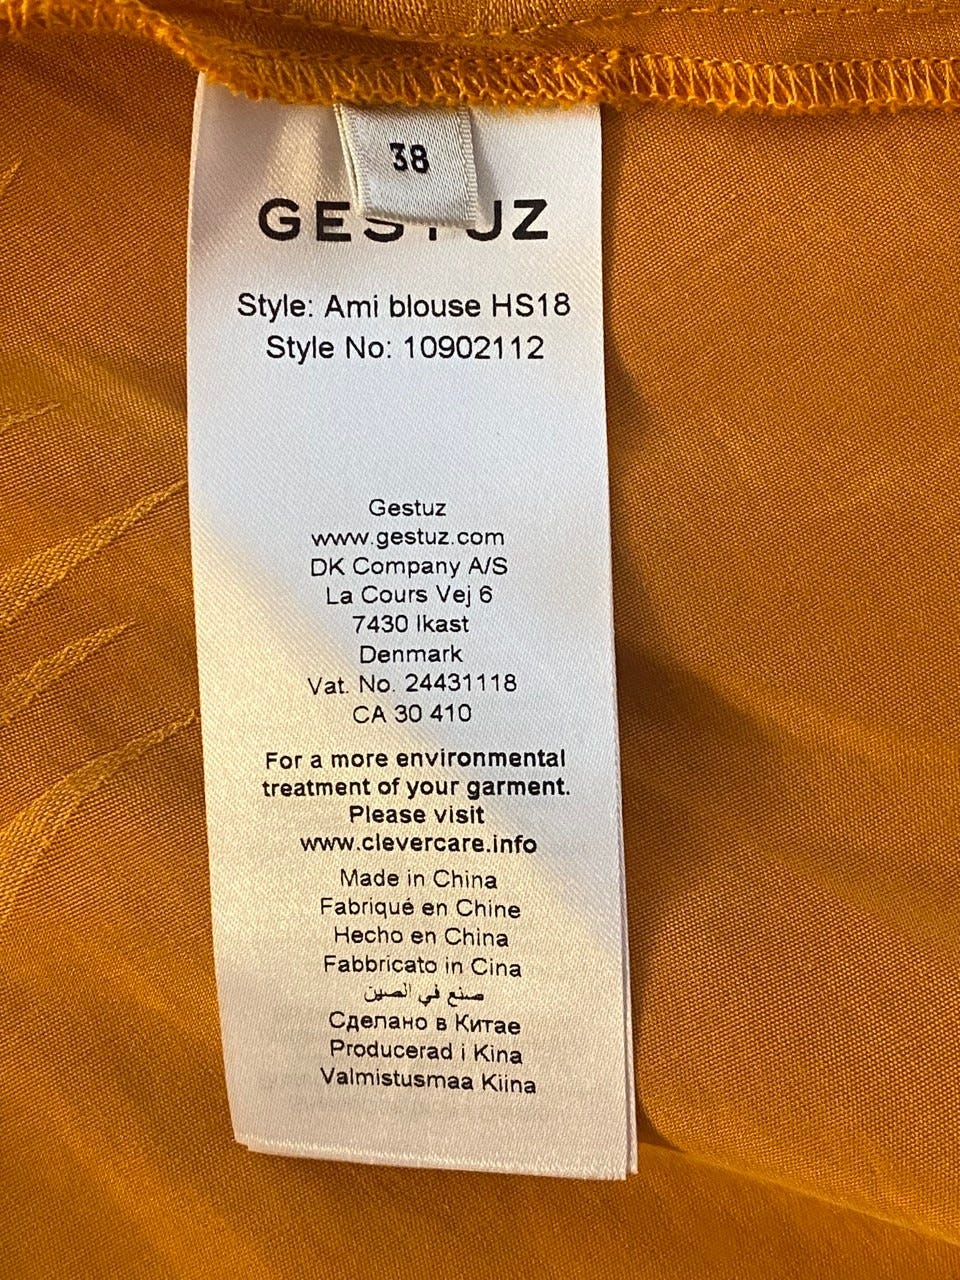 38
GESTUZ
Style: Ami blouse HS18
Style No: 10902112
Gestuz
www.gestuz.com
DK Company A/S
La Cours Vej 6
7430 Ikast
Denmark
Vat. No. 24431118
CA 30 410
For a more environmental
treatment of your garment.
Please visit
www.clevercare.info
Made in China
Fabriqué en Chine
Hecho en China
Fabbricato in Cina
صنع في الصين
Сделано в Китае
Producerad i Kina
Valmistusmaa Kiina